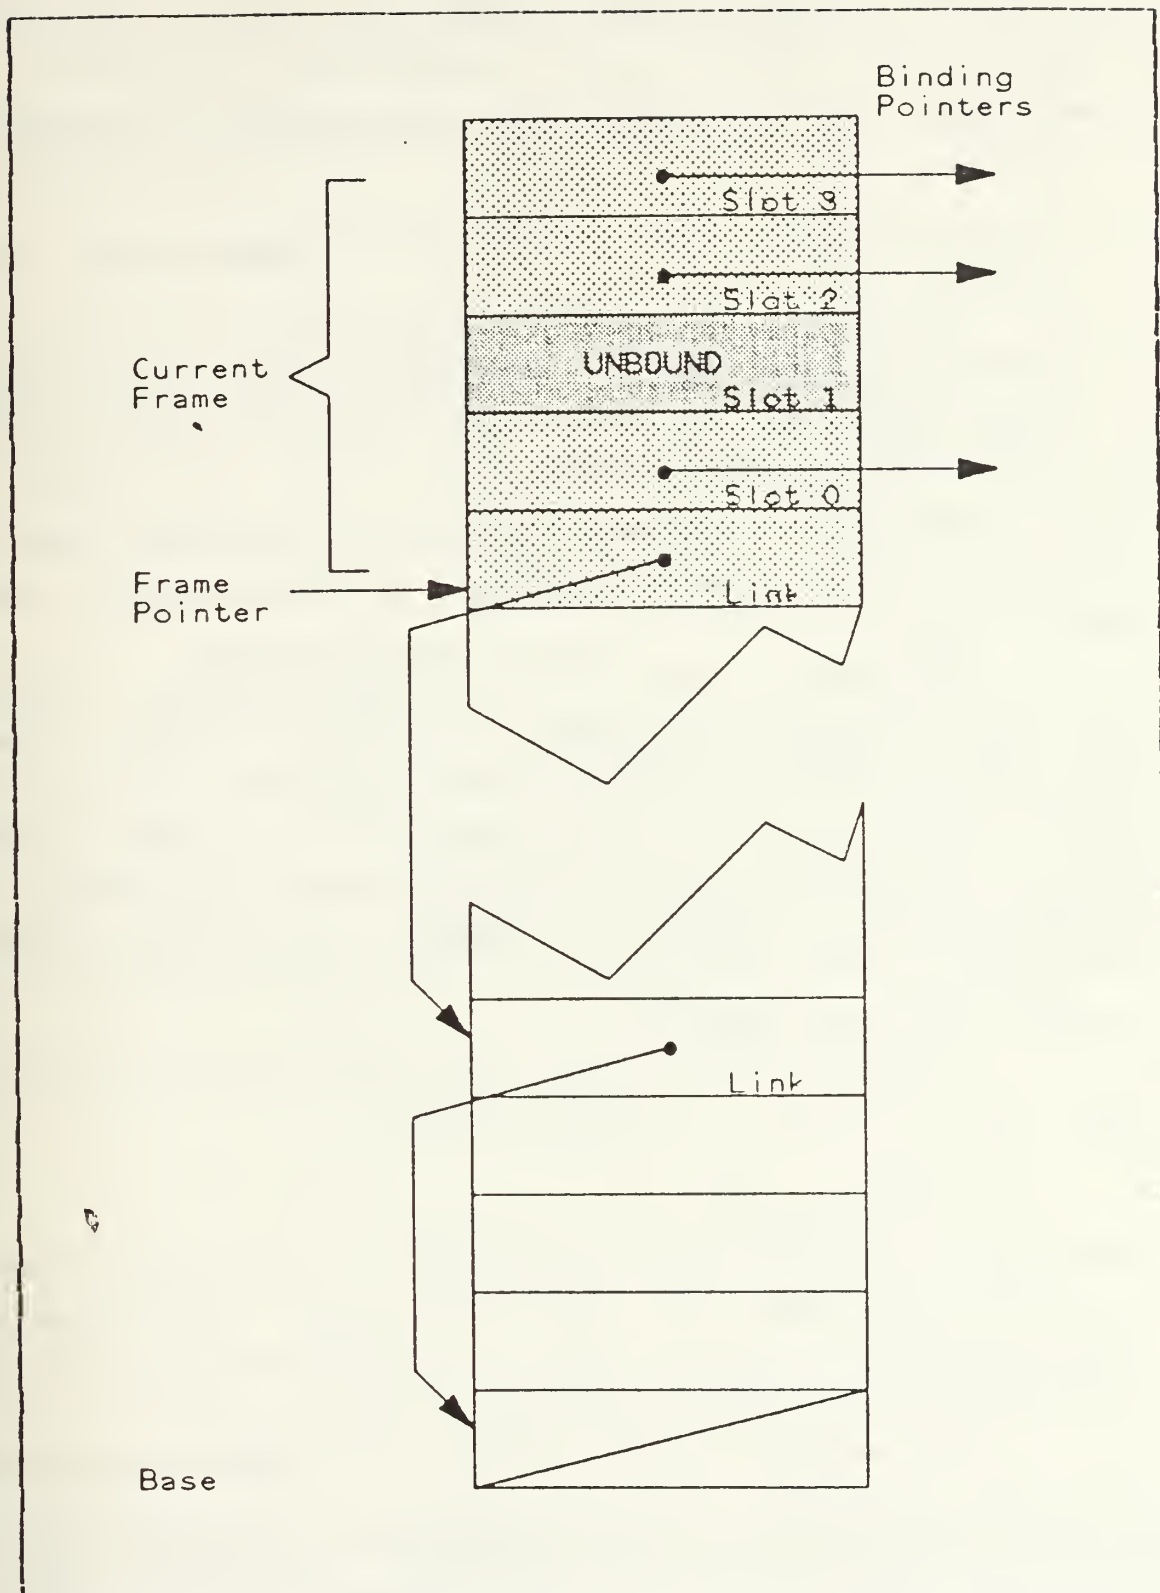 Binding
Pointers
Slot 3
Slot 2
Current
Frame
UNBOUND
Slot 1
Slot 0
Frame
Pointer
Link
Link
Base